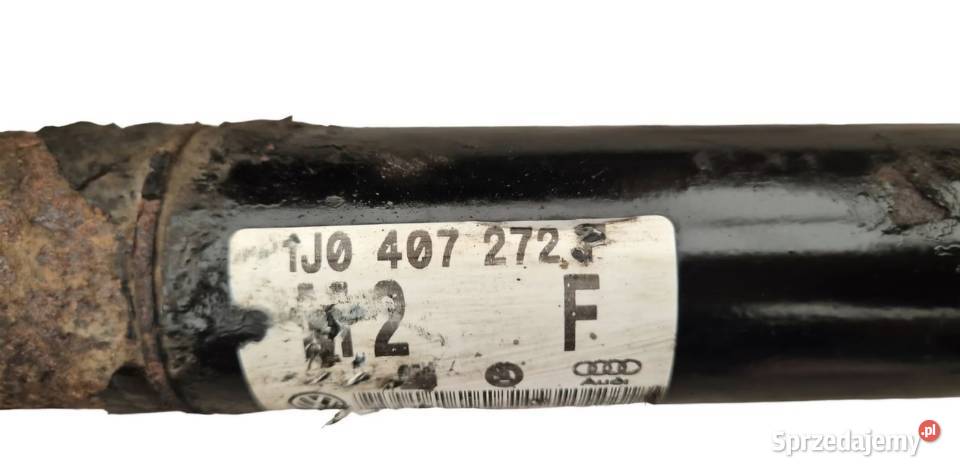 1J0 407 272
2 F
Audi
Sprzedajemy.pl